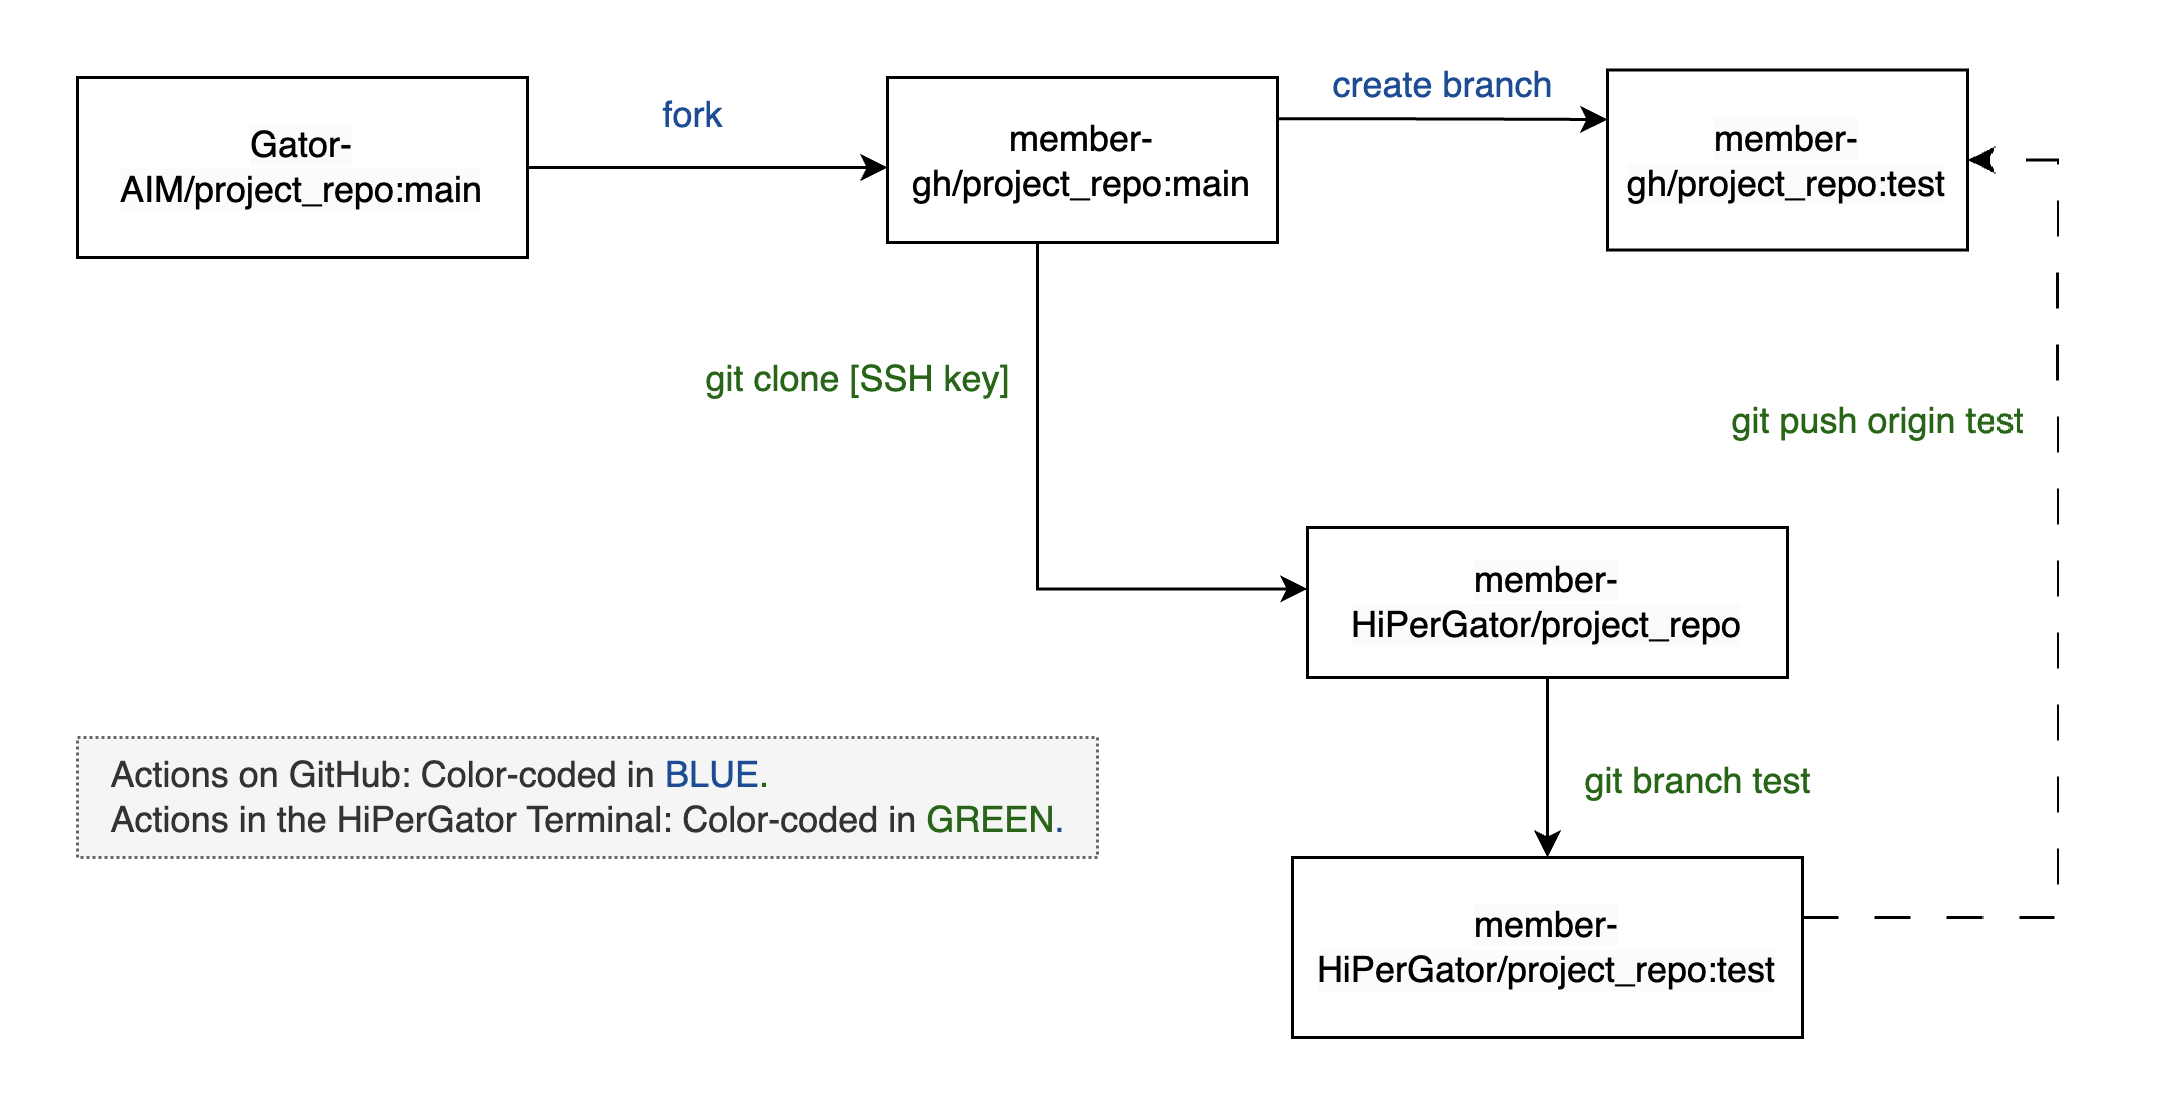 Gator-
AIM/project_repo:main
fork
member-
gh/project_repo:main
create branch
member-
gh/project_repo:test
git clone [SSH key]
git push origin test
member-
HiPerGator/project_repo
git branch test
member-
HiPerGator/project_repo:test
Actions on GitHub: Color-coded in BLUE.
Actions in the HiPerGator Terminal: Color-coded in GREEN.